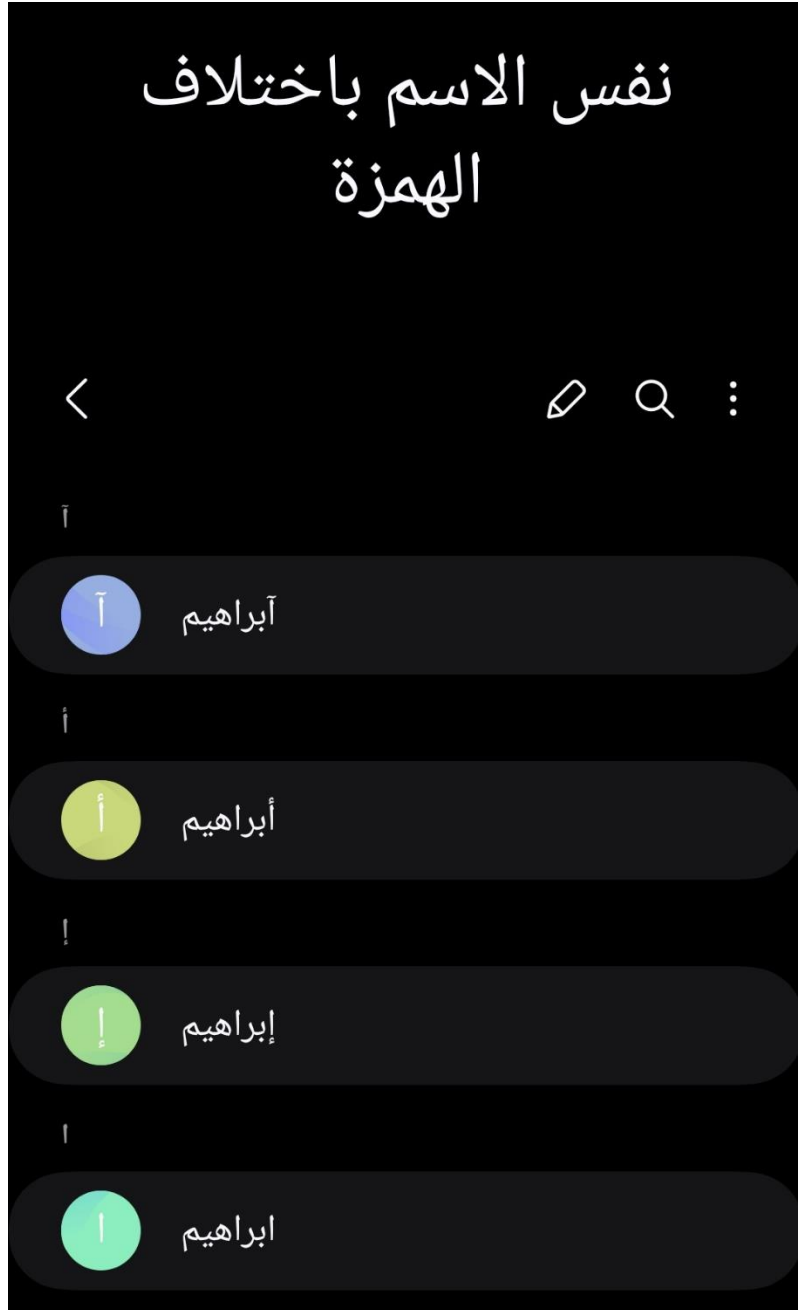 نفس الاسم باختلاف
الهمزة
آ
آ آبراهيم
أ
أ أبراهيم
إ
إ إبراهيم
ا
ا ابراهيم